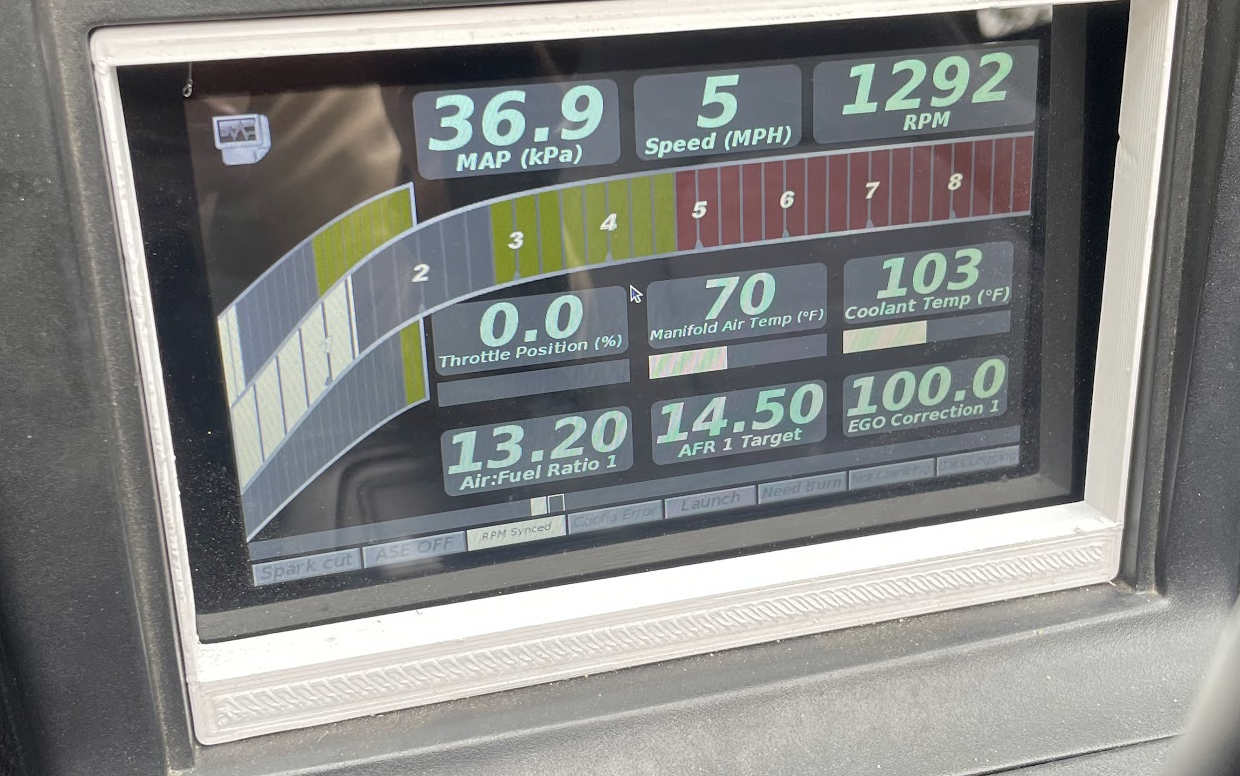 36.9
MAP (kPa)
5
Speed (MPH)
1292
RPM
2
3
4
5
6
7
8
0.0
Throttle Position (%)
70
Manifold Air Temp (°F)
103
Coolant Temp (°F)
13.20
Air:Fuel Ratio 1
14.50
AFR 1 Target
100.0
EGO Correction 1
Spark cut
ASE OFF
RPM Synced
Config Error
Launch
Need Burn